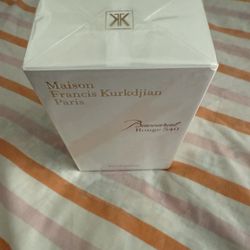 Maison
Francis Kurkdjian
Paris
Baccarat
Rouge 540